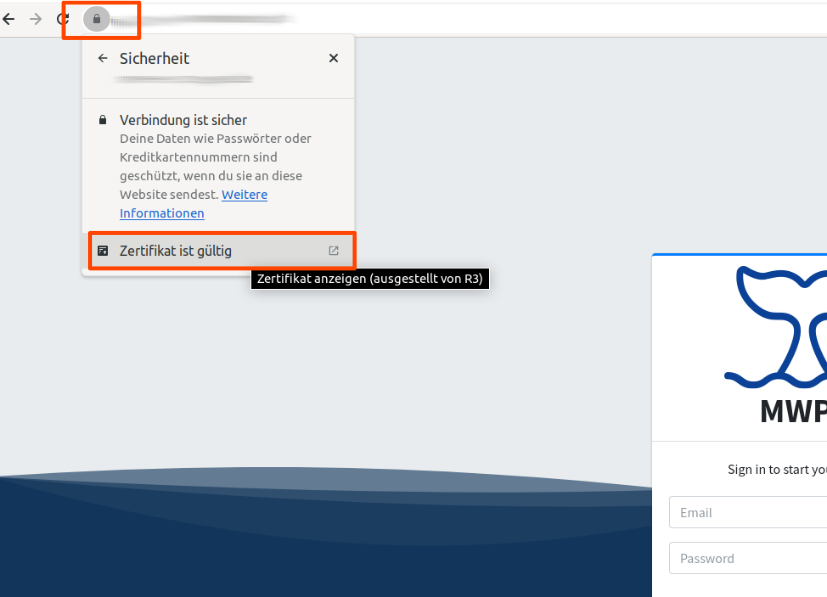 Sicherheit
Verbindung ist sicher
Deine Daten wie Passwörter oder
Kreditkartennummern sind
geschützt, wenn du sie an diese
Website sendest. Weitere
Informationen
Zertifikat ist gültig
Zertifikat anzeigen (ausgestellt von R3)
MWP
Sign in to start you
Email
Password